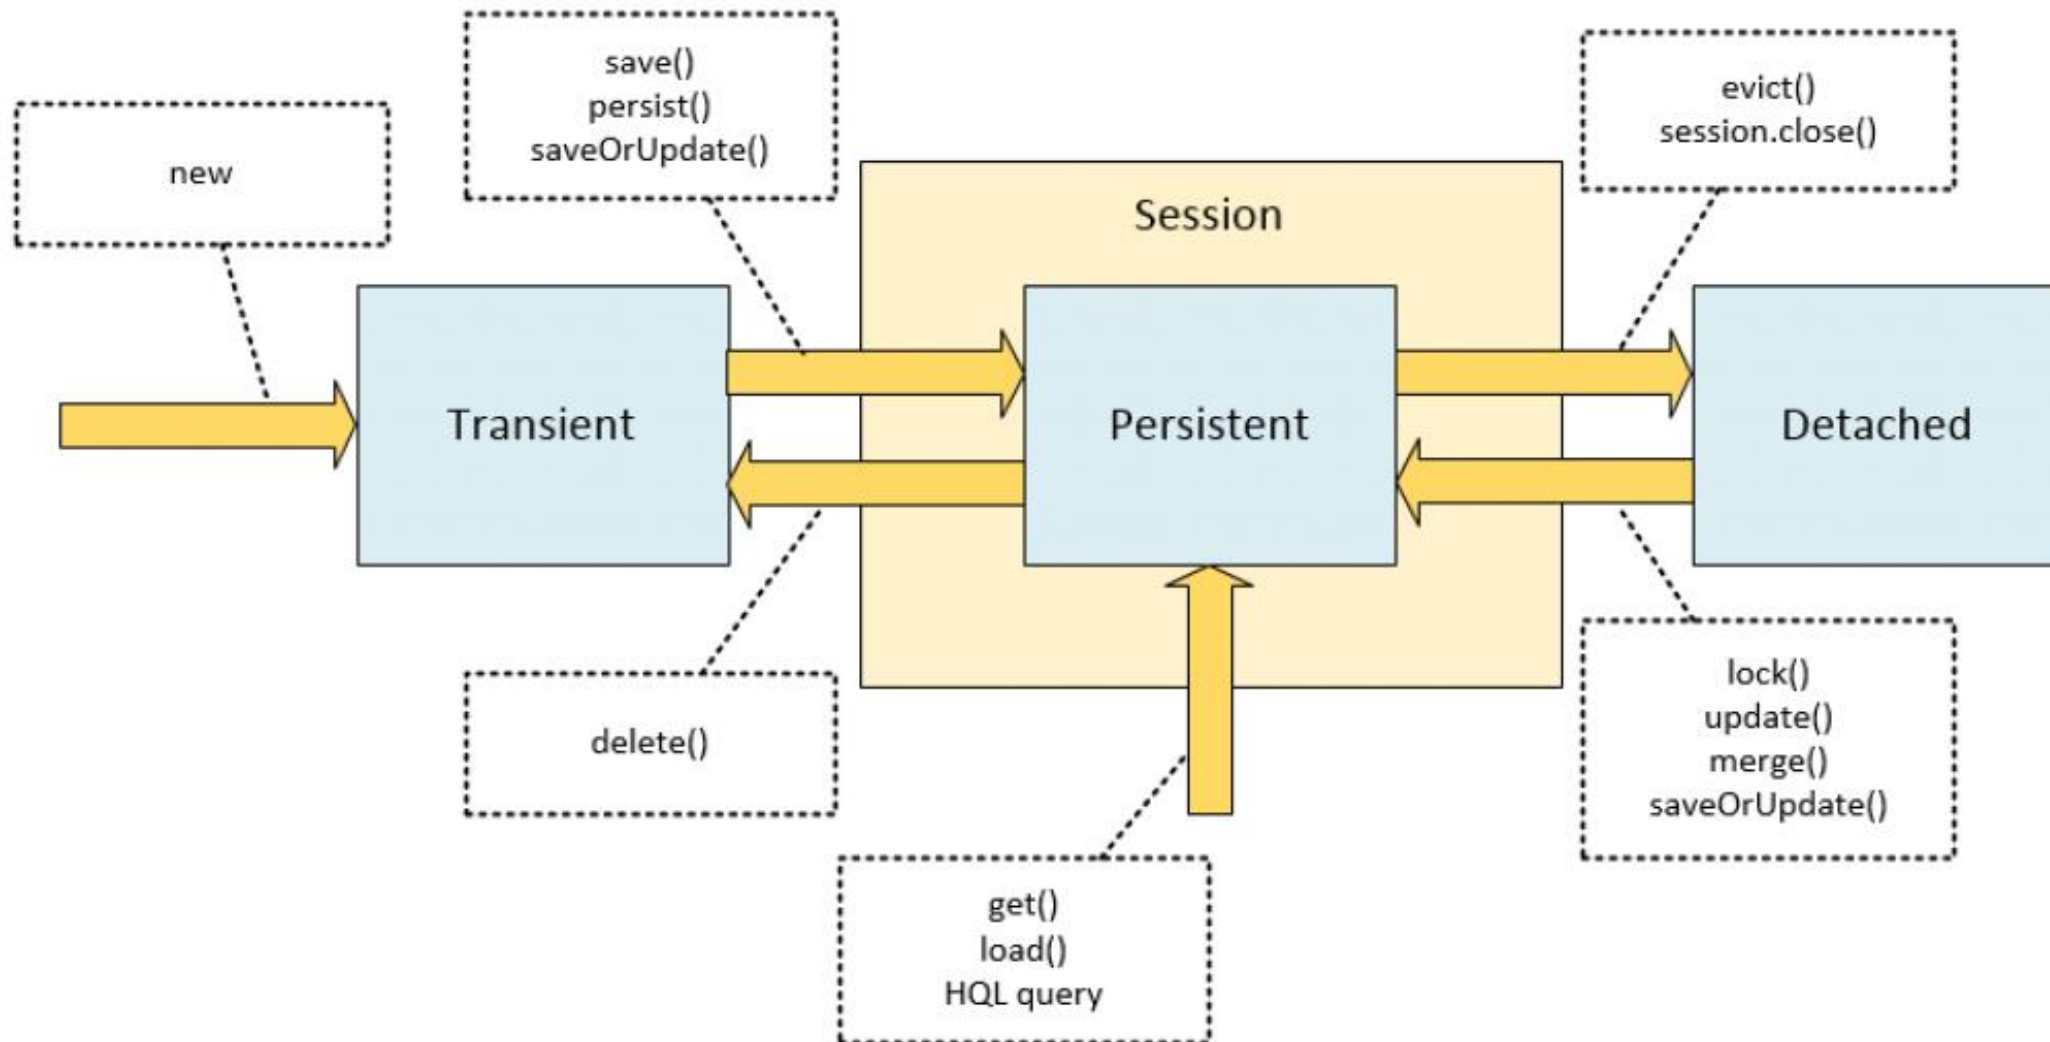 new
save()
persist()
saveOrUpdate()
evict()
session.close()
Session
Transient
Persistent
Detached
delete()
lock()
update()
merge()
saveOrUpdate()
get()
load()
HQL query